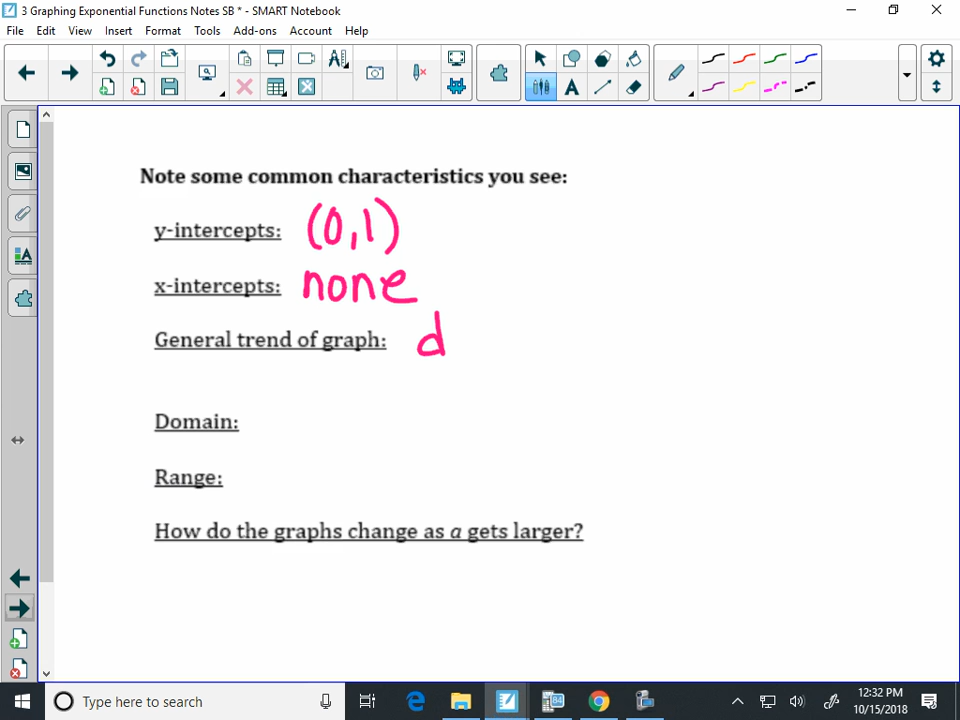 3 Graphing Exponential Functions Notes SB * - SMART Notebook
File Edit View Insert Format Tools Add-ons Account Help
Note some common characteristics you see:
y-intercepts: (0,1)
x-intercepts: none
General trend of graph: d
Domain:
Range:
How do the graphs change as a gets larger?
Type here to search
12:32 PM
10/15/2018